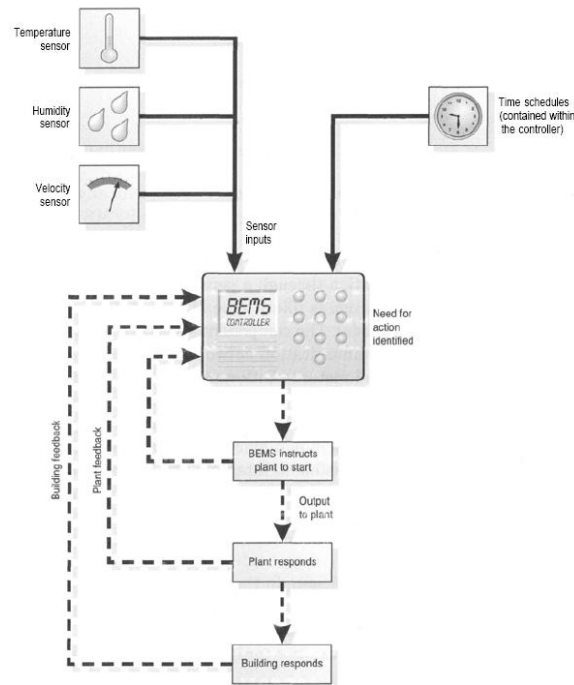 Temperature
sensor
Humidity
sensor
Velocity
sensor
Time schedules
(contained within
the controller)
Sensor
inputs
BEMS
CONTROLLER
Need for
action
identified
Building feedback
Plant feedback
BEMS instructs
plant to start
Output
to plant
Plant responds
Building responds